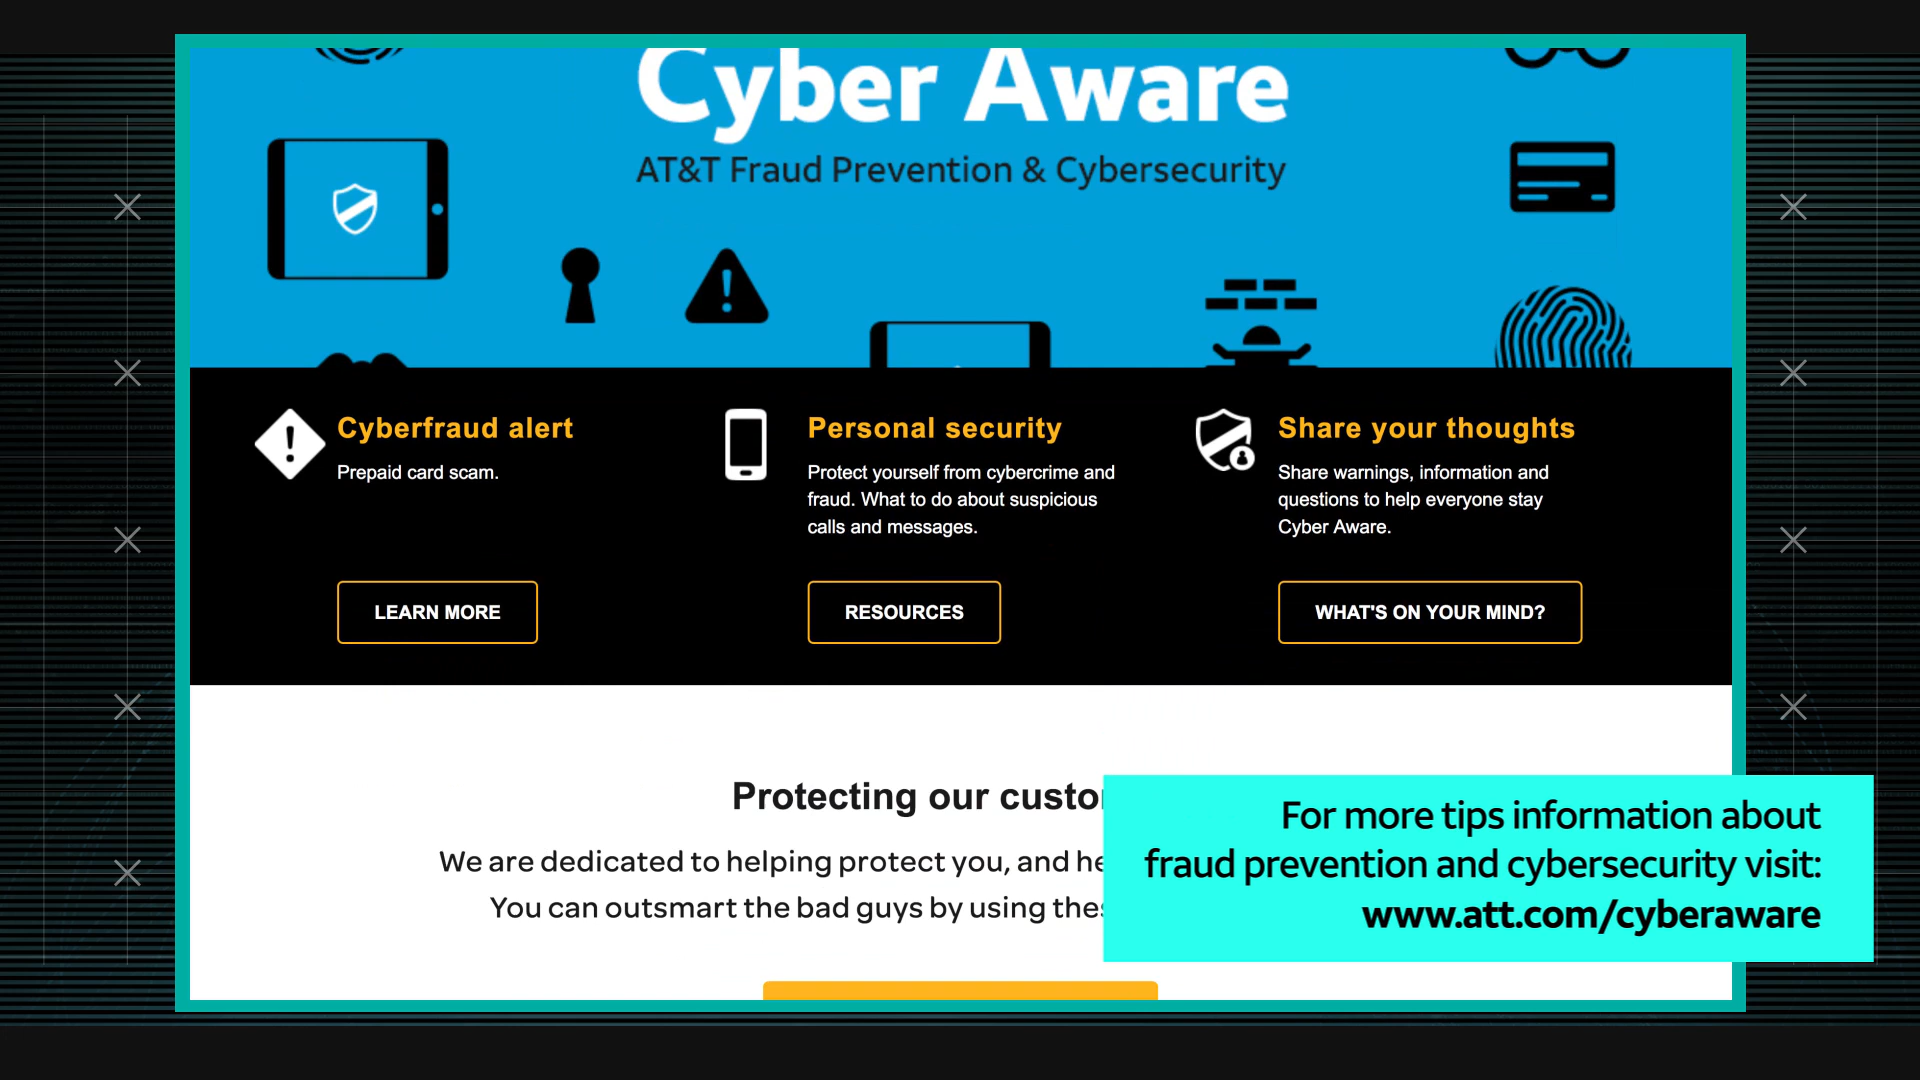 Cyber Aware
AT&T Fraud Prevention & Cybersecurity
Cyberfraud alert
Prepaid card scam.
LEARN MORE
Personal security
Protect yourself from cybercrime and
fraud. What to do about suspicious
calls and messages.
RESOURCES
Share your thoughts
Share warnings, information and
questions to help everyone stay
Cyber Aware.
WHAT'S ON YOUR MIND?
Protecting our
We are dedicated to helping protect you, and
You can outsmart the bad guys by using
For more tips information about
fraud prevention and cybersecurity visit:
www.att.com/cyberaware